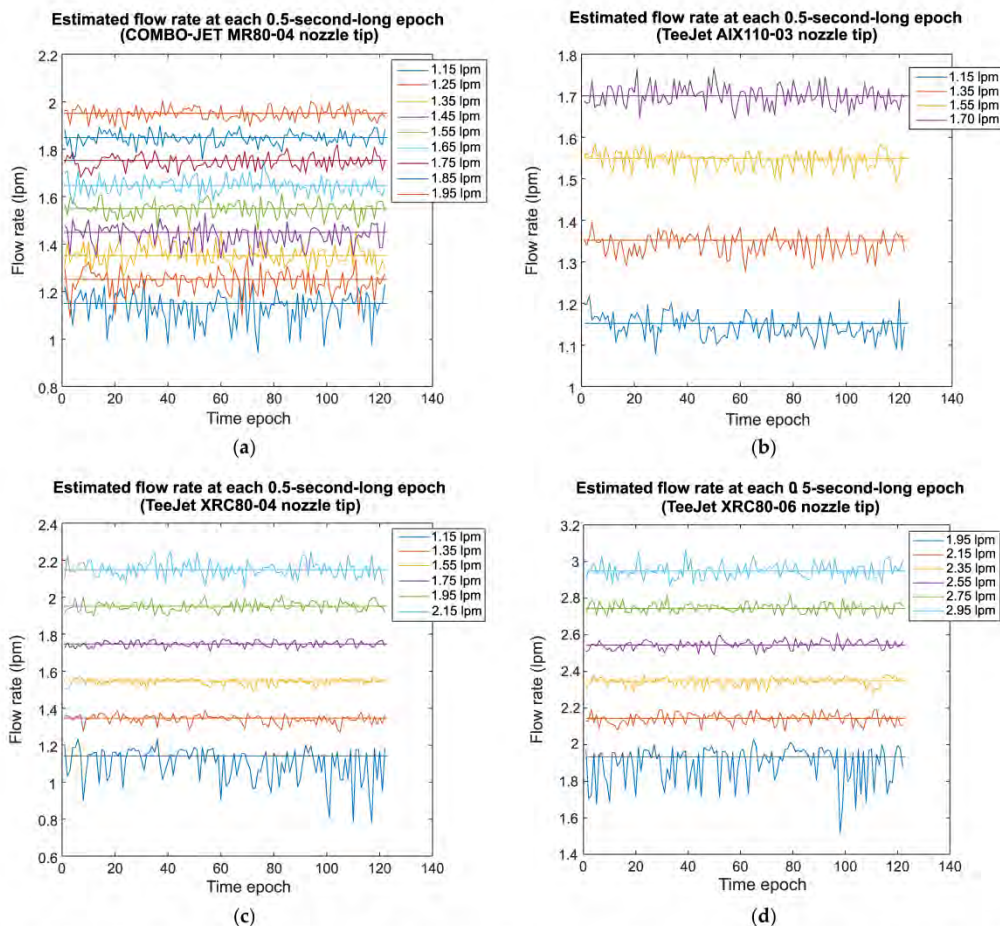 Estimated flow rate at each 0.5-second-long epoch
(COMBO-JET MR80-04 nozzle tip)
2.2
2
1.8
1.6
1.4
1.2
1
0.8
Flow rate (lpm)
1.15 lpm
1.25 lpm
1.35 lpm
1.45 lpm
1.55 lpm
1.65 lpm
1.75 lpm
1.85 lpm
1.95 lpm
0 20 40 60 80 100 120 140
Time epoch
(a)
Estimated flow rate at each 0.5-second-long epoch
(TeeJet AIX110-03 nozzle tip)
1.8
1.7
1.6
1.5
1.4
1.3
1.2
1.1
1
Flow rate (lpm)
1.15 lpm
1.35 lpm
1.55 lpm
1.70 lpm
0 20 40 60 80 100 120 140
Time epoch
(b)
Estimated flow rate at each 0.5-second-long epoch
(TeeJet XRC80-04 nozzle tip)
2.4
2.2
2
1.8
1.6
1.4
1.2
1
0.8
0.6
Flow rate (lpm)
1.15 lpm
1.35 lpm
1.55 lpm
1.75 lpm
1.95 lpm
2.15 lpm
0 20 40 60 80 100 120 140
Time epoch
(c)
Estimated flow rate at each 0 5-second-long epoch
(TeeJet XRC80-06 nozzle tip)
3.2
3
2.8
2.6
2.4
2.2
2
1.8
1.6
1.4
Flow rate (lpm)
1.95 lpm
2.15 lpm
2.35 lpm
2.55 lpm
2.75 lpm
2.95 lpm
0 20 40 60 80 100 120 140
Time epoch
(d)